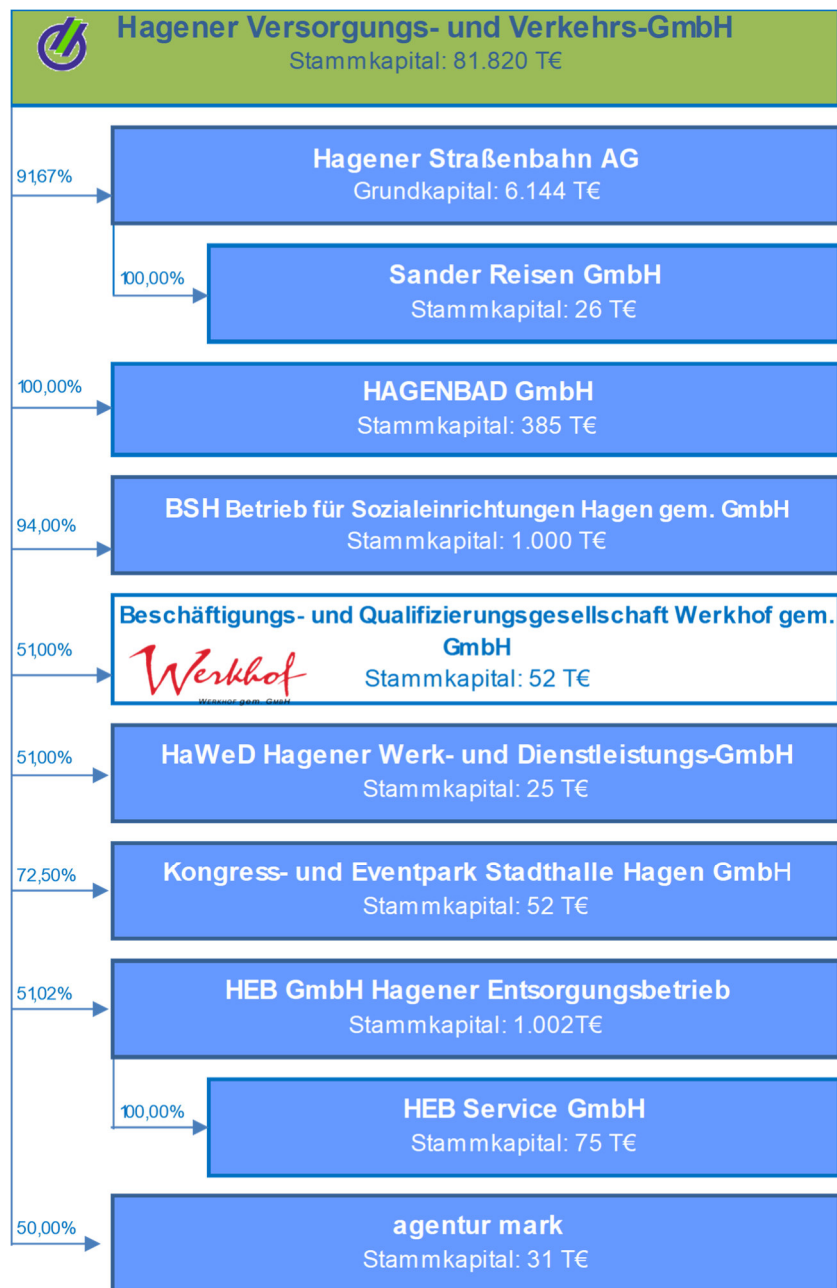 Hagener Versorgungs- und Verkehrs-GmbH
Stammkapital: 81.820 T€
91,67%
Hagener Straßenbahn AG
Grundkapital: 6.144 T€
100,00%
Sander Reisen GmbH
Stammkapital: 26 T€
100,00%
HAGENBAD GmbH
Stammkapital: 385 T€
94,00%
BSH Betrieb für Sozialeinrichtungen Hagen gem. GmbH
Stammkapital: 1.000 T€
51,00%
Beschäftigungs- und Qualifizierungsgesellschaft Werkhof gem.
GmbH
Stammkapital: 52 T€
Werkhof
WERKHOF gem. GmbH
51,00%
HaWeD Hagener Werk- und Dienstleistungs-GmbH
Stammkapital: 25 T€
72,50%
Kongress- und Eventpark Stadthalle Hagen GmbH
Stammkapital: 52 T€
51,02%
HEB GmbH Hagener Entsorgungsbetrieb
Stammkapital: 1.002T€
100,00%
HEB Service GmbH
Stammkapital: 75 T€
50,00%
agentur mark
Stammkapital: 31 T€